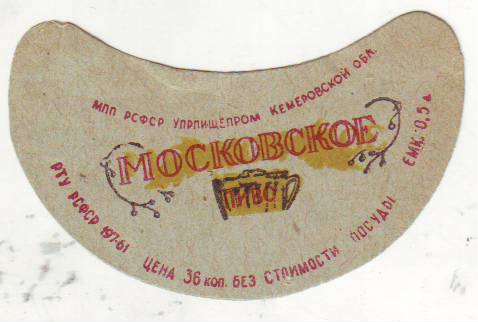 МПП РСФСР УПРПИЩЕПРОМ КЕМЕРОВСКОЙ ОБЛ.
МОСКОВСКОЕ
ПИВО
РТУ РСФСР 197-61
ЦЕНА 36 коп. БЕЗ СТОИМОСТИ ПОСУДЫ
ЕМК. 0,5 л